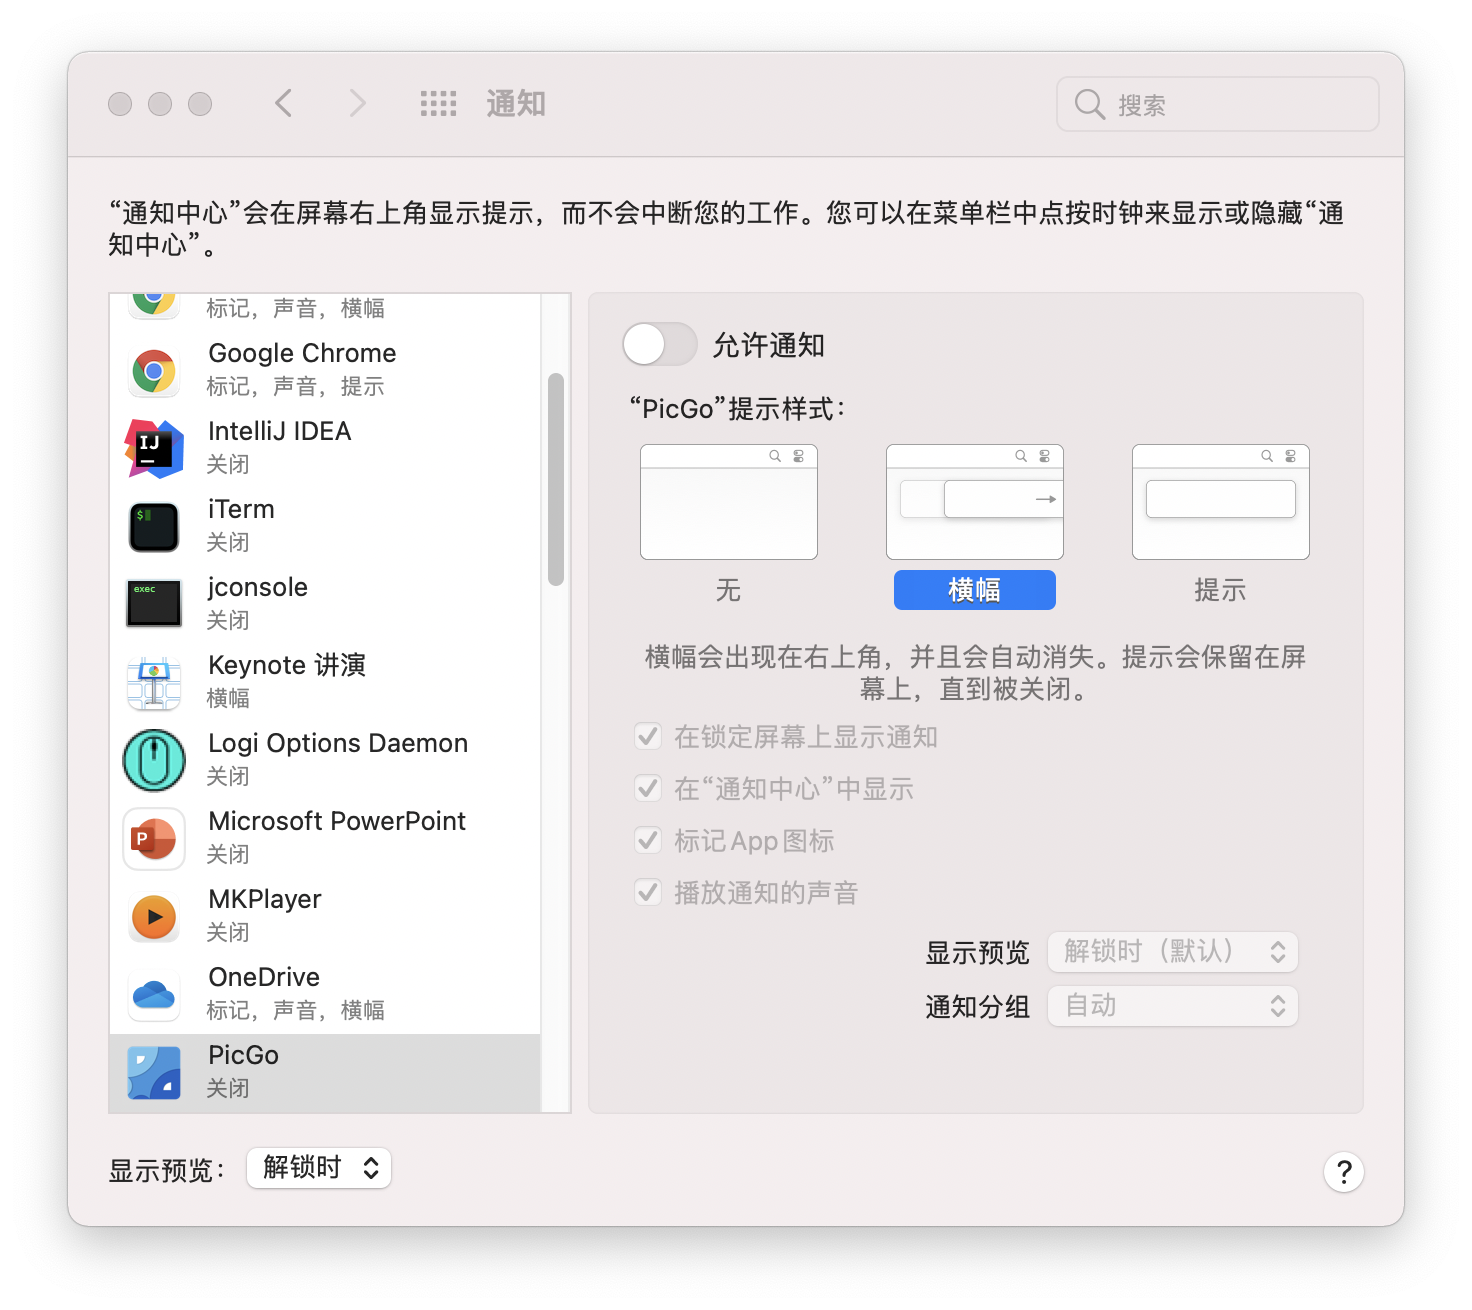 通知
搜索
“通知中心”会在屏幕右上角显示提示，而不会中断您的工作。您可以在菜单栏中点按时钟来显示或隐藏“通
知中心”。
标记，声音，横幅
Google Chrome
标记，声音，提示
IntelliJ IDEA
关闭
iTerm
关闭
jconsole
关闭
Keynote 讲演
横幅
Logi Options Daemon
关闭
Microsoft PowerPoint
关闭
MKPlayer
关闭
OneDrive
标记，声音，横幅
PicGo
关闭
IJ
$
exec
P
允许通知
“PicGo”提示样式：
无
横幅
提示
横幅会出现在右上角，并且会自动消失。提示会保留在屏
幕上，直到被关闭。
在锁定屏幕上显示通知
在“通知中心”中显示
标记App图标
播放通知的声音
显示预览
解锁时（默认）
通知分组
自动
显示预览：
解锁时
?